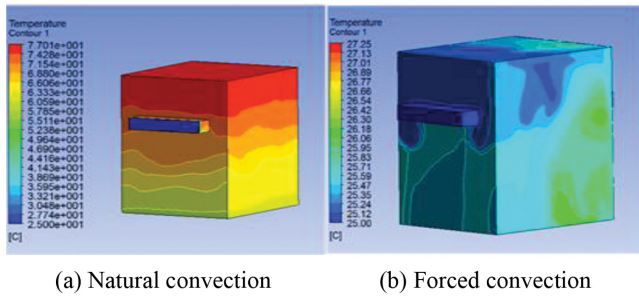 Temperature
Contour 1
7.701e+001
7.428e+001
7.154e+001
6.880e+001
6.606e+001
6.333e+001
6.059e+001
5.785e+001
5.511e+001
5.238e+001
4.964e+001
4.690e+001
4.416e+001
4.143e+001
3.869e+001
3.595e+001
3.321e+001
3.048e+001
2.774e+001
2.500e+001
[C]
Temperature
Contour 1
27.25
27.13
27.01
26.89
26.77
26.66
26.54
26.42
26.30
26.18
26.06
25.95
25.83
25.71
25.59
25.47
25.35
25.24
25.12
25.00
[C]
(a) Natural convection
(b) Forced convection